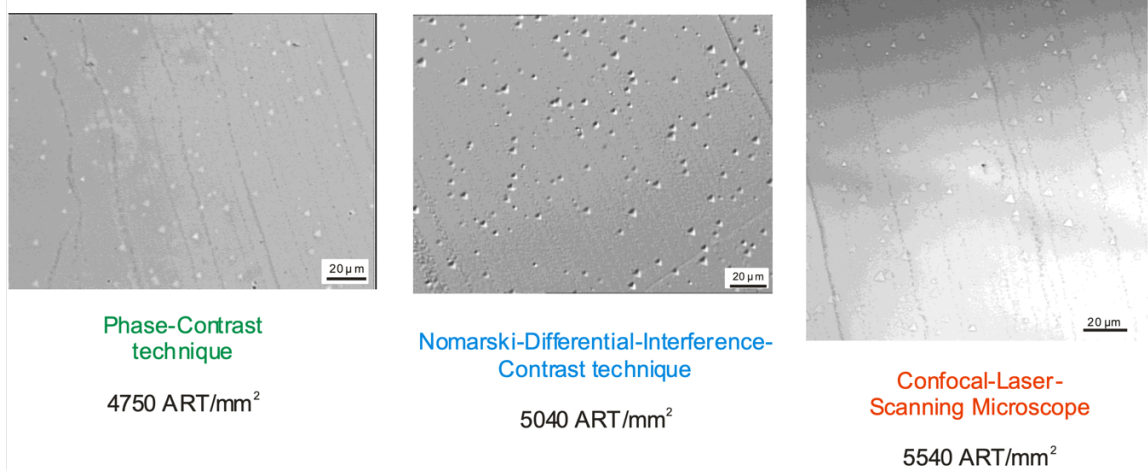 20 µm
20 µm
20 µm
Phase-Contrast
technique
4750 ART/mm²
Nomarski-Differential-Interference-
Contrast technique
5040 ART/mm²
Confocal-Laser-
Scanning Microscope
5540 ART/mm²